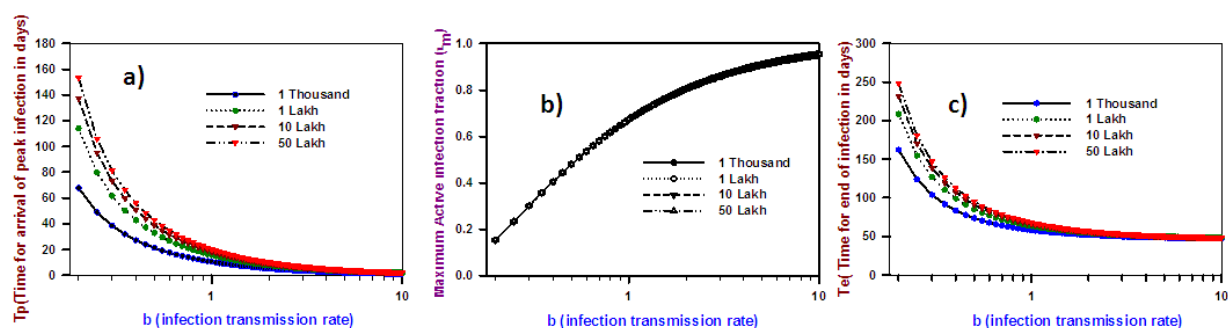 Tp(Time for arrival of peak infection in days)
180
160
140
120
100
80
60
40
20
0
a)
1 Thousand
1 Lakh
10 Lakh
50 Lakh
1
10
b (infection transmission rate)
Maximum Active infection fraction (ιm)
1.0
0.8
0.6
0.4
0.2
0.0
b)
1 Thousand
1 Lakh
10 Lakh
50 Lakh
1
10
b (infection transmission rate)
Te( Time for end of infection in days)
300
250
200
150
100
50
0
c)
1 Thousand
1 Lakh
10 Lakh
50 Lakh
1
10
b (infection transmission rate)